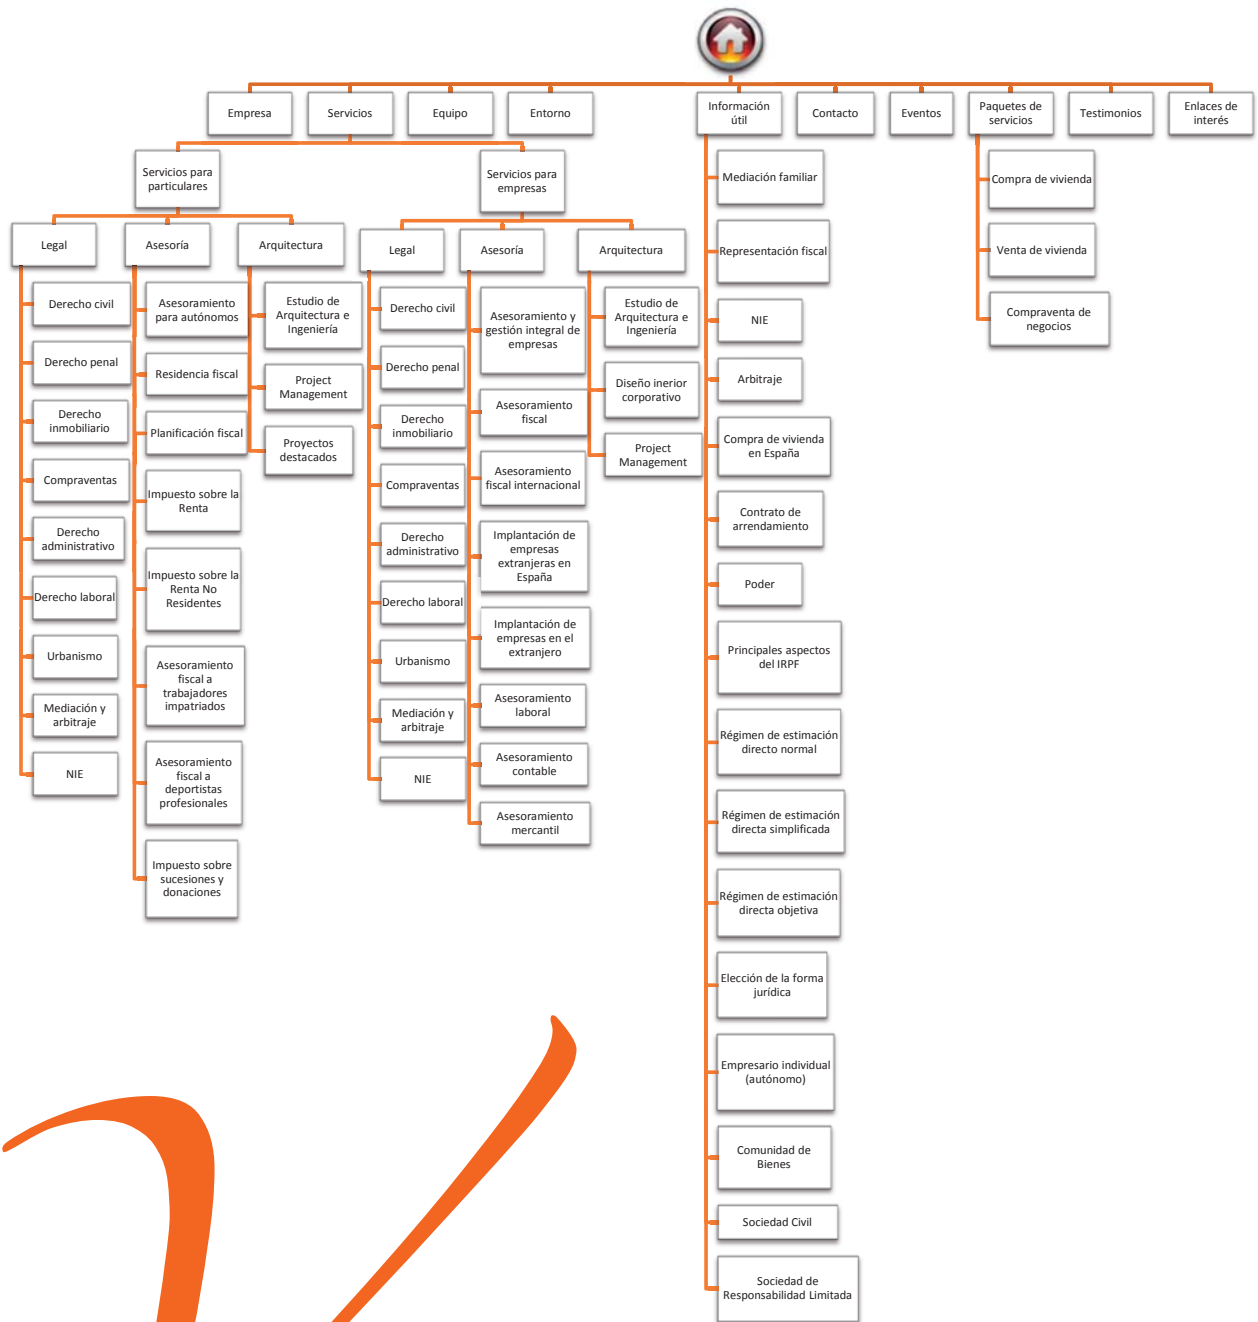 Empresa
Servicios
Equipo
Entorno
Información
útil
Contacto
Eventos
Paquetes de
servicios
Testimonios
Enlaces de
interés
Servicios para
particulares
Servicios para
empresas
Legal
Asesoría
Arquitectura
Legal
Asesoría
Arquitectura
Derecho civil
Derecho penal
Derecho
inmobiliario
Compraventas
Derecho
administrativo
Derecho laboral
Urbanismo
Mediación y
arbitraje
NIE
Asesoramiento
para autónomos
Residencia fiscal
Planificación fiscal
Impuesto sobre la
Renta
Impuesto sobre la
Renta No
Residentes
Asesoramiento
fiscal a
trabajadores
impatriados
Asesoramiento
fiscal a
deportistas
profesionales
Impuesto sobre
sucesiones y
donaciones
Estudio de
Arquitectura e
Ingeniería
Project
Management
Proyectos
destacados
Derecho civil
Derecho penal
Derecho
inmobiliario
Compraventas
Derecho
administrativo
Derecho laboral
Urbanismo
Mediación y
arbitraje
NIE
Asesoramiento y
gestión integral de
empresas
Asesoramiento
fiscal
Asesoramiento
fiscal internacional
Implantación de
empresas
extranjeras en
España
Implantación de
empresas en el
extranjero
Asesoramiento
laboral
Asesoramiento
contable
Asesoramiento
mercantil
Estudio de
Arquitectura e
Ingeniería
Diseño inerior
corporativo
Project
Management
Mediación familiar
Representación fiscal
NIE
Arbitraje
Compra de vivienda
en España
Contrato de
arrendamiento
Poder
Principales aspectos
del IRPF
Régimen de estimación
directo normal
Régimen de estimación
directa simplificada
Régimen de estimación
directa objetiva
Elección de la forma
jurídica
Empresario individual
(autónomo)
Comunidad de
Bienes
Sociedad Civil
Sociedad de
Responsabilidad Limitada
Compra de vivienda
Venta de vivienda
Compraventa de
negocios